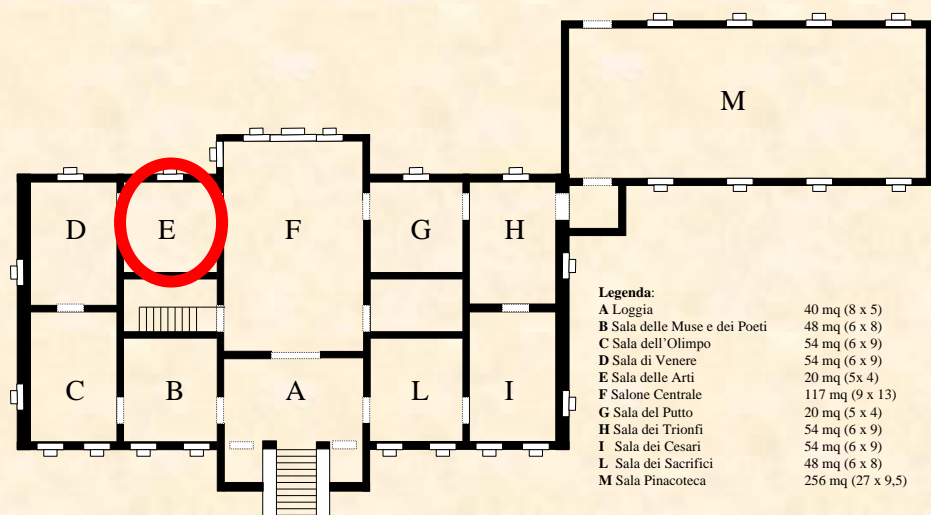 M
D
E
F
G
H
C
B
A
L
I
Legenda:
A Loggia 40 mq (8 x 5)
B Sala delle Muse e dei Poeti 48 mq (6 x 8)
C Sala dell'Olimpo 54 mq (6 x 9)
D Sala di Venere 54 mq (6 x 9)
E Sala delle Arti 20 mq (5x 4)
F Salone Centrale 117 mq (9 x 13)
G Sala del Putto 20 mq (5 x 4)
H Sala dei Trionfi 54 mq (6 x 9)
I Sala dei Cesari 54 mq (6 x 9)
L Sala dei Sacrifici 48 mq (6 x 8)
M Sala Pinacoteca 256 mq (27 x 9,5)